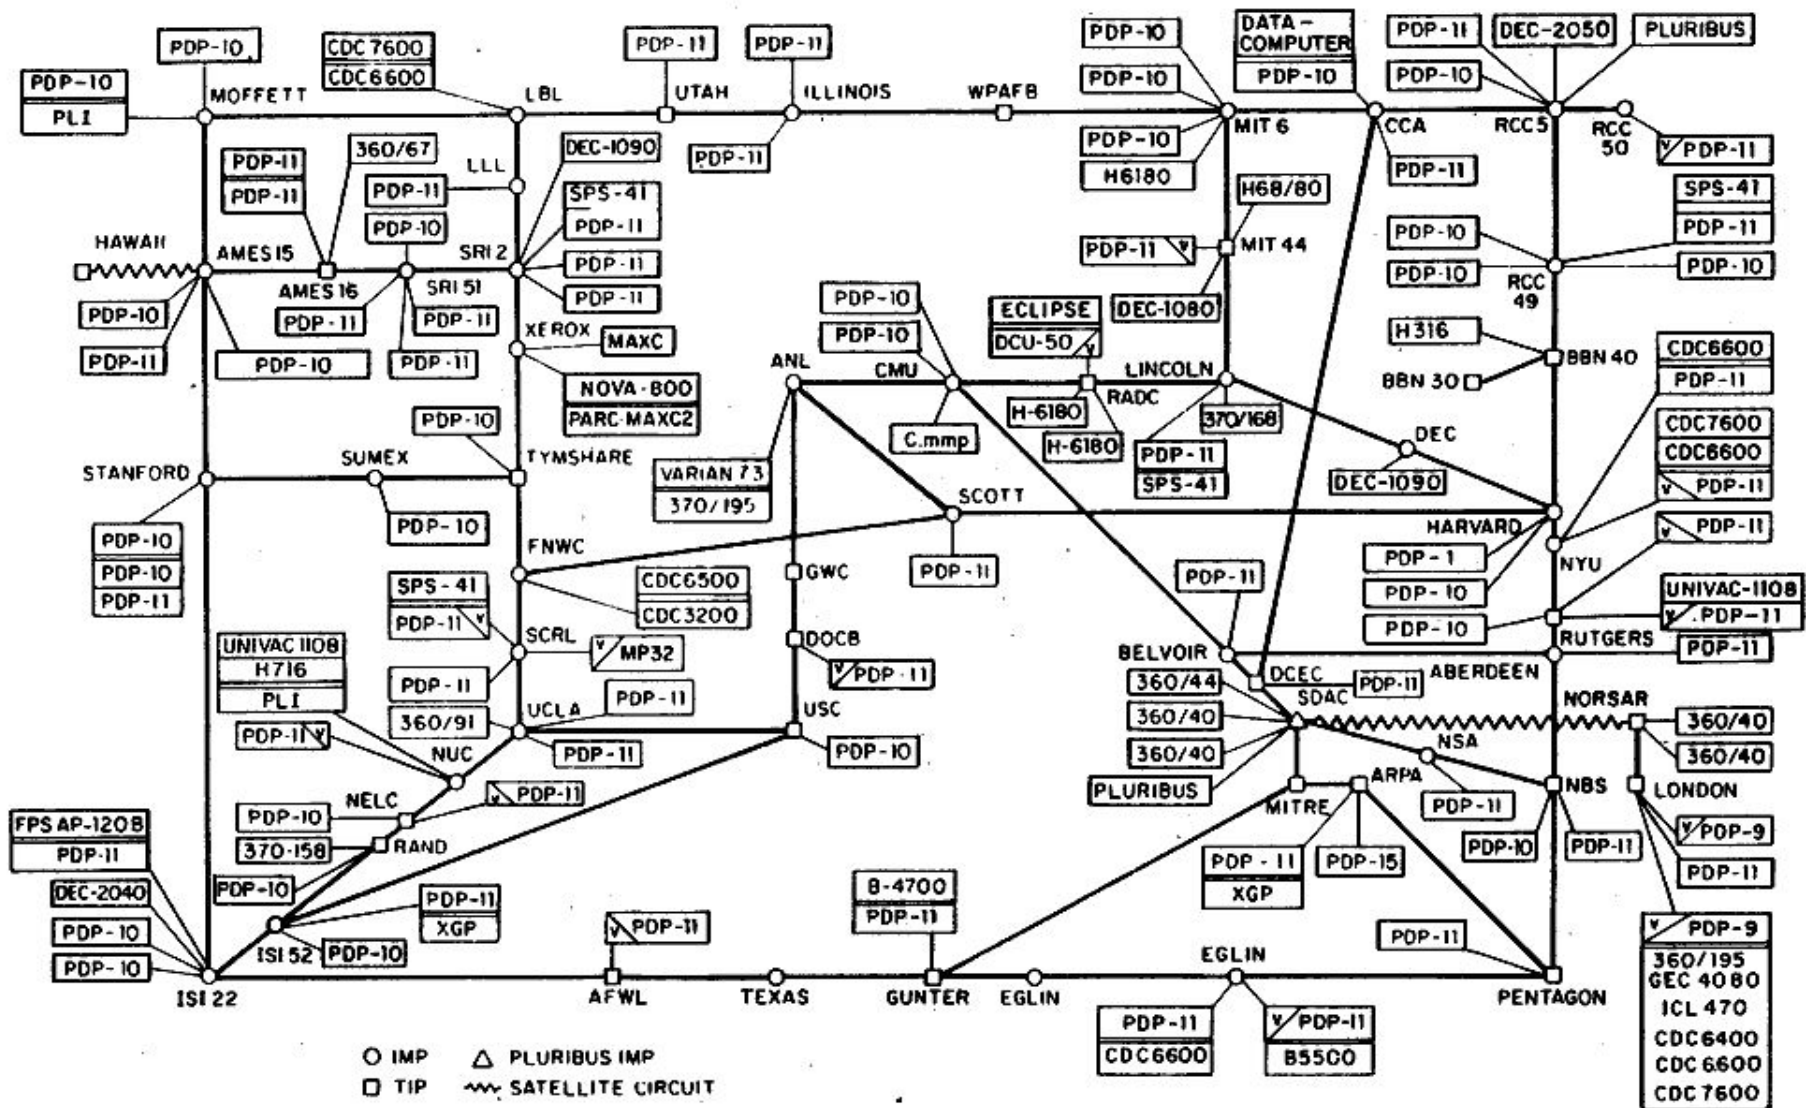 PDP-10
CDC 7600
CDC6600
PDP-11
PDP-11
PDP-10
DATA-
COMPUTER
PDP-10
PDP-11
DEC-2050
PLURIBUS
PDP-10
PLI
MOFFETT
LBL
UTAH
ILLINOIS
WPAFB
PDP-10
PDP-10
MIT 6
CCA
RCC 5
RCC
50
PDP-11
360/67
DEC-1090
PDP-11
PDP-10
H6180
PDP-11
V PDP-11
PDP-11
PDP-11
LLL
PDP-11
SPS-41
PDP-11
H68/80
SPS-41
PDP-11
HAWAII
AMES 15
PDP-10
SRI 2
PDP-11
PDP-11 V
MIT 44
PDP-10
PDP-10
PDP-10
RCC
49
AMES 16
SRI 51
PDP-11
PDP-10
PDP-11
PDP-11
PDP-10
ECLIPSE
DCU-50 V
DEC-1080
H316
PDP-11
PDP-10
PDP-11
XEROX
MAXC
PDP-10
BBN 40
CDC6600
PDP-11
NOVA-800
PARC-MAXC2
ANL
CMU
RADC
LINCOLN
BBN 30
PDP-10
C.mmp
H-6180
H-6180
370/168
DEC
CDC7600
CDC6600
V PDP-11
STANFORD
SUMEX
TYMSHARE
VARIAN 73
370/195
PDP-11
SPS-41
DEC-1090
PDP-10
PDP-10
PDP-11
PDP-10
SCOTT
HARVARD
V PDP-11
FNWC
PDP-11
PDP-1
NYU
SPS-41
PDP-11 V
CDC6500
CDC3200
GWC
PDP-11
PDP-10
UNIVAC-1108
V PDP-11
UNIVAC 1108
H716
PLI
SCRL
V MP32
DOCB
PDP-10
RUTGERS
PDP-11
PDP-11
V PDP-11
BELVOIR
DCEC
PDP-11
ABERDEEN
360/44
SDAC
PDP-11 V
360/91
UCLA
PDP-11
USC
360/40
NORSAR
360/40
NUC
PDP-11
PDP-10
360/40
NSA
360/40
NELC
V PDP-11
PLURIBUS
MITRE
ARPA
PDP-11
NBS
LONDON
FPS AP-120B
PDP-11
PDP-10
370-158
RAND
PDP-10
PDP-11
V PDP-9
DEC-2040
PDP-10
PDP-11
XGP
B-4700
PDP-11
PDP-11
XGP
PDP-15
PDP-11
PDP-10
V PDP-11
PDP-11
V PDP-9
PDP-10
ISI 52
PDP-10
EGLIN
360/195
GEC 4080
ICL 470
CDC6400
CDC6600
CDC7600
ISI 22
AFWL
TEXAS
GUNTER
EGLIN
PENTAGON
PDP-11
CDC6600
V PDP-11
B5500
IMP
PLURIBUS IMP
TIP
SATELLITE CIRCUIT